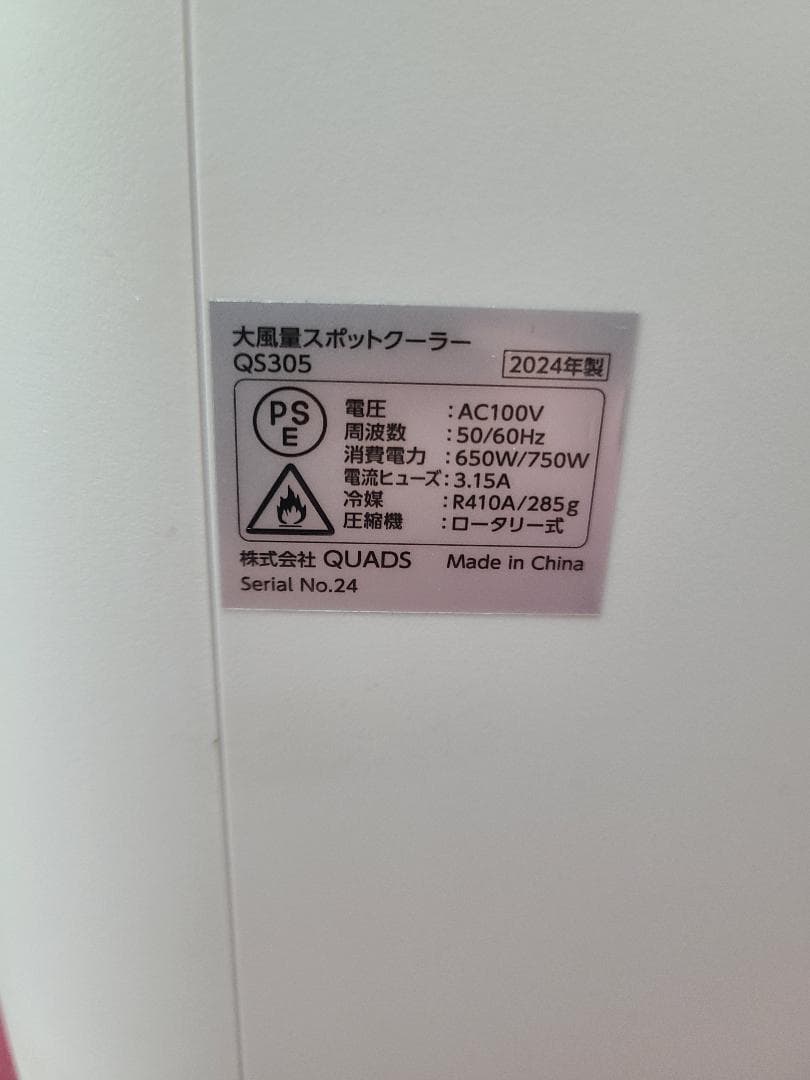 大風量スポットクーラー
QS305
2024年製
PS
E
電圧 :AC100V
周波数 :50/60Hz
消費電力 :650W/750W
電流ヒューズ:3.15A
冷媒 :R410A/285g
圧縮機 :ロータリー式
株式会社 QUADS Made in China
Serial No.24